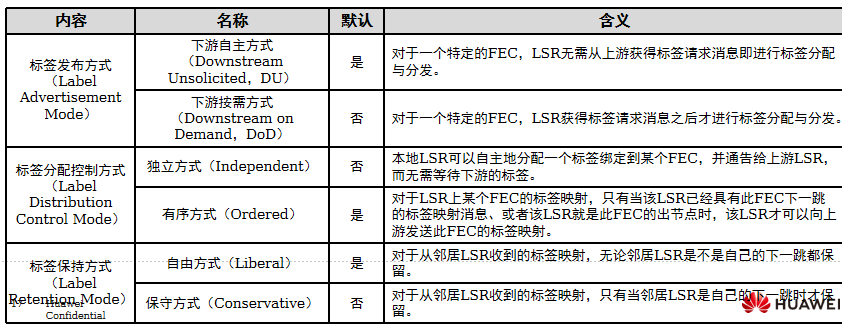 内容 名称 默认 含义
标签发布方式
（Label
Advertisement
Mode）
下游自主方式
（Downstream
Unsolicited，DU）
是
对于一个特定的FEC，LSR无需从上游获得标签请求消息即进行标签分配
与分发。
下游按需方式
（Downstream on
Demand，DoD）
否
对于一个特定的FEC，LSR获得标签请求消息之后才进行标签分配与分发。
标签分配控制方式
（Label
Distribution
Control Mode）
独立方式（Independent）
否
本地LSR可以自主地分配一个标签绑定到某个FEC，并通告给上游LSR，
而无需等待下游的标签。
有序方式（Ordered）
是
对于LSR上某个FEC的标签映射，只有当该LSR已经具有此FEC下一跳
的标签映射消息、或者该LSR就是此FEC的出节点时，该LSR才可以向上
游发送此FEC的标签映射。
标签保持方式
（Label
Retention Mode）
自由方式（Liberal）
是
对于从邻居LSR收到的标签映射，无论邻居LSR是不是自己的下一跳都保
留。
保守方式（Conservative）
否
对于从邻居LSR收到的标签映射，只有当邻居LSR是自己的下一跳时才保
留。
17
Huawei
Confidential
HUAWEI